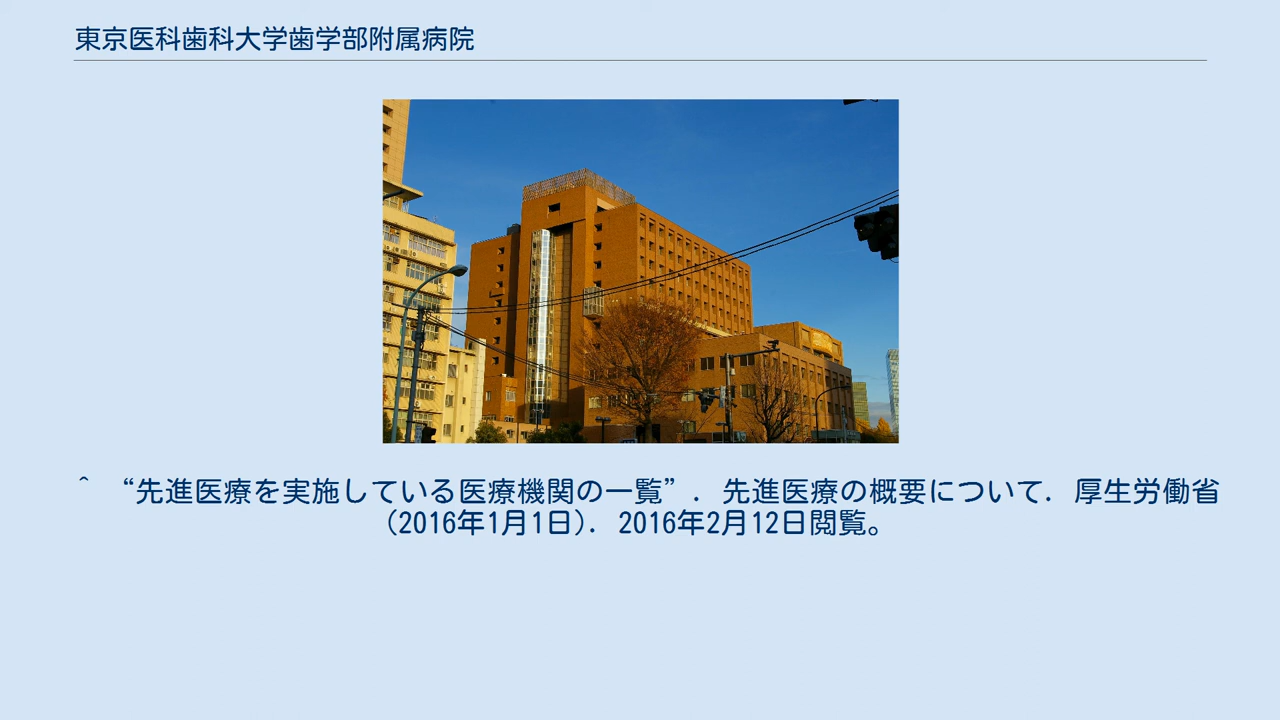 東京医科歯科大学歯学部附属病院
^ “先進医療を実施している医療機関の一覧”. 先進医療の概要について. 厚生労働省
(2016年1月1日). 2016年2月12日閲覧。